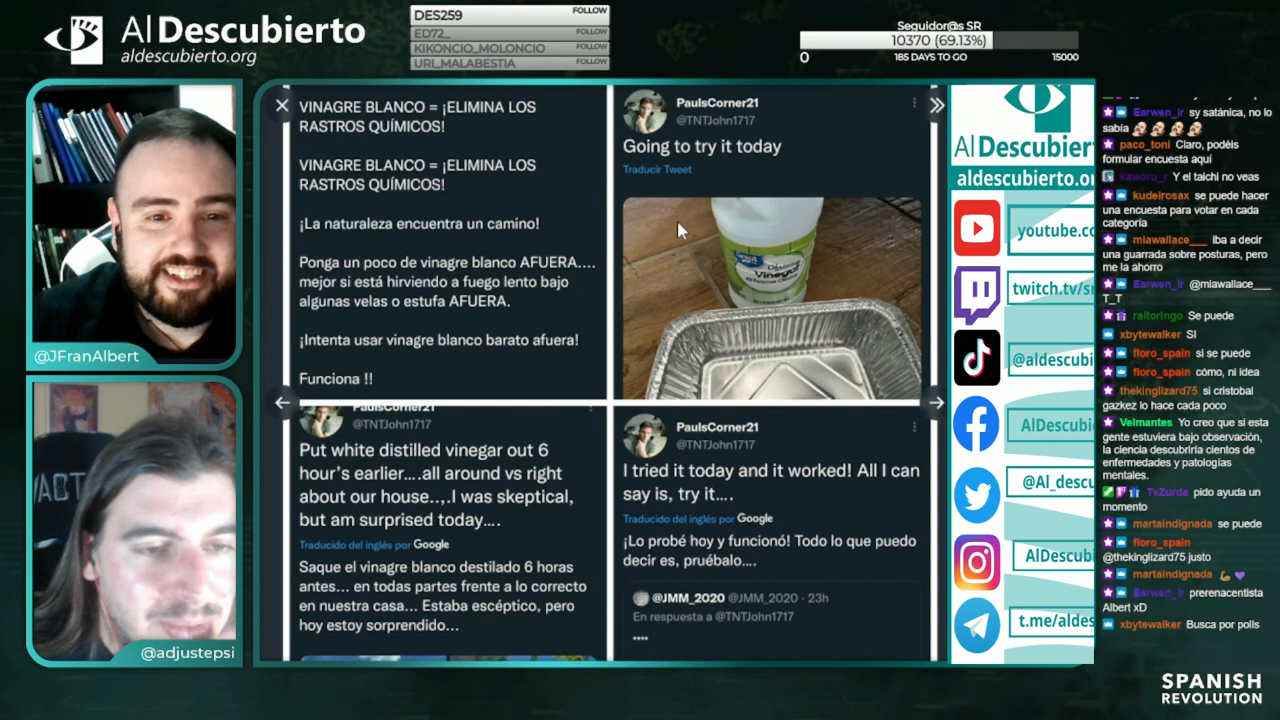 Al Descubierto
aldescubierto.org
DES259
FOLLOW
ED72_
FOLLOW
KIKONCIO_MOLONCIO
FOLLOW
URI_MALABESTIA
FOLLOW
Seguidor@s SR
10370 (69.13%)
0
185 DAYS TO GO
15000
@JFranAlbert
@adjustepsi
VINAGRE BLANCO = ¡ELIMINA LOS
RASTROS QUÍMICOS!
VINAGRE BLANCO = ¡ELIMINA LOS
RASTROS QUÍMICOS!
¡La naturaleza encuentra un camino!
Ponga un poco de vinagre blanco AFUERA....
mejor si está hirviendo a fuego lento bajo
algunas velas o estufa AFUERA.
¡Intenta usar vinagre blanco barato afuera!
Funciona !!
PaulsCorner21
@TNTJohn1717
Going to try it today
Traducir Tweet
Vinegar
PaulsCorner21
@TNTJohn1717
Put white distilled vinegar out 6
hour's earlier....all around vs right
about our house....I was skeptical,
but am surprised today....
Traducido del inglés por Google
Saque el vinagre blanco destilado 6 horas
antes... en todas partes frente a lo correcto
en nuestra casa... Estaba escéptico, pero
hoy estoy sorprendido...
PaulsCorner21
@TNTJohn1717
I tried it today and it worked! All I can
say is, try it....
Traducido del inglés por Google
¡Lo probé hoy y funcionó! Todo lo que puedo
decir es, pruébalo....
@JMM_2020 @JMM_2020 · 23h
En respuesta a @TNTJohn1717
••••
Al Descubier
aldescubierto.or
youtube.co
twitch.tv/s
@aldescubi
AlDescubi
@Al_descu
AlDescub
t.me/aldes
Earwen_ir sy satánica, no lo
sabía
paco_toni Claro, podéis
formular encuesta aquí
kaworu_r Y el taichi no veas
kudeirosax se puede hacer
una encuesta para votar en cada
categoría
miawallace___ iba a decir
una guarrada sobre posturas, pero
me la ahorro
Earwen_ir @miawallace___
T_T
raitoringo Se puede
xbytewalker SI
floro_spain si se puede
floro_spain cómo, ni idea
thekinglizard75 si cristobal
gazkez lo hace cada poco
Velmantes Yo creo que si esta
gente estuviera bajo observación,
la ciencia descubriría cientos de
enfermedades y patologías
mentales.
TvZurda pido ayuda un
momento
martaindignada se puede
floro_spain
@thekinglizard75 justo
martaindignada
Earwen_ir prerenacentista
Albert xD
xbytewalker Busca por polls
SPANISH
REVOLUTION